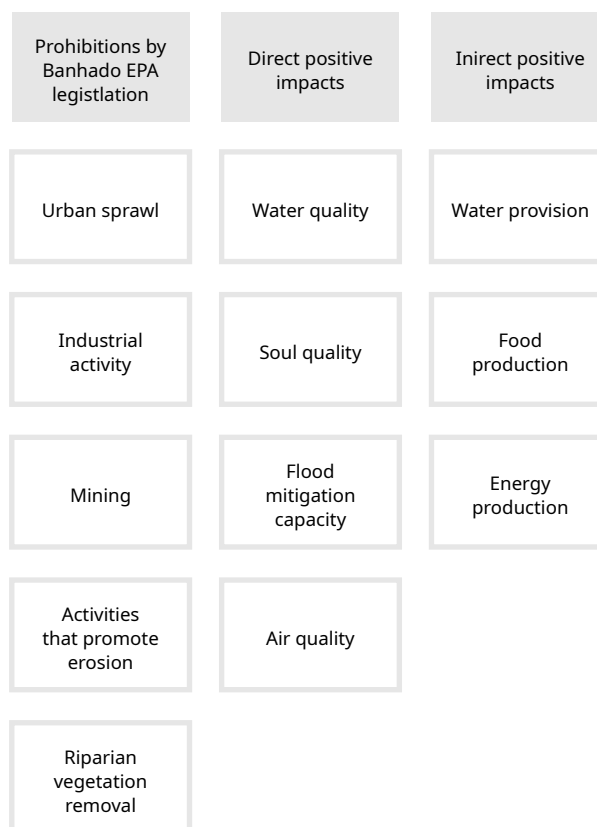 Prohibitions by
Banhado EPA
legistlation
Direct positive
impacts
Inirect positive
impacts
Urban sprawl
Water quality
Water provision
Industrial
activity
Soul quality
Food
production
Mining
Flood
mitigation
capacity
Energy
production
Activities
that promote
erosion
Air quality
Riparian
vegetation
removal